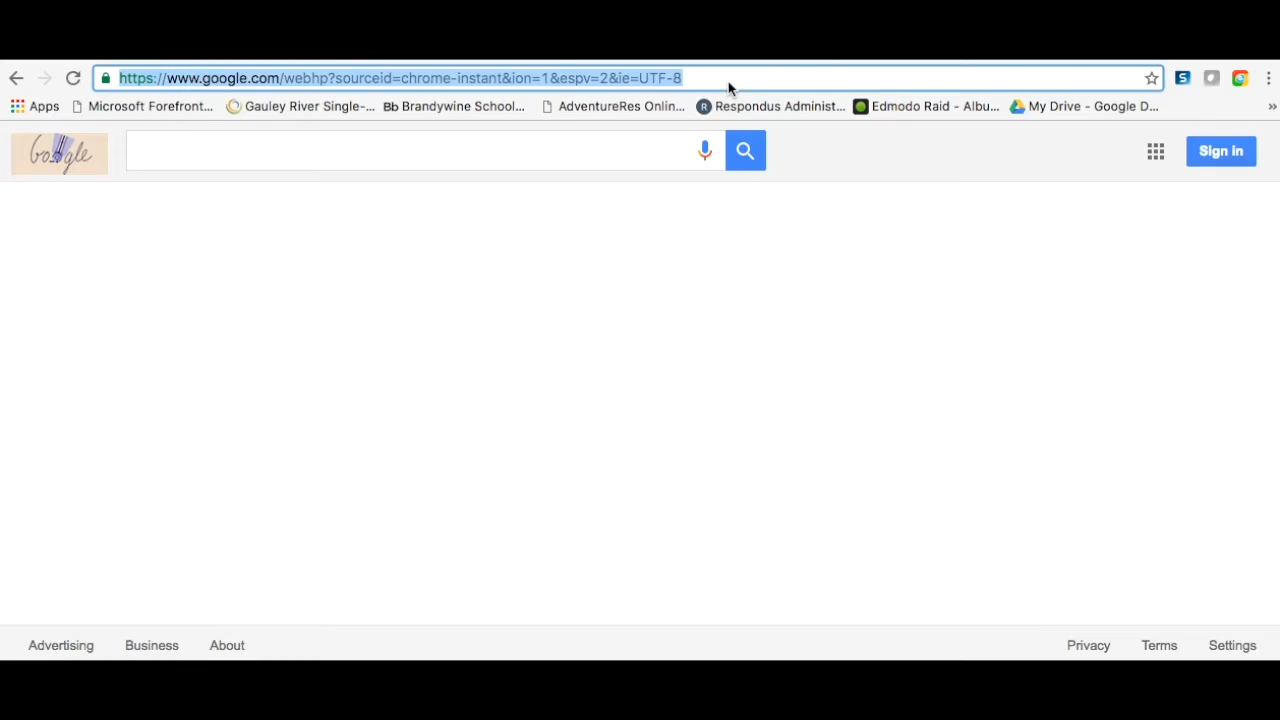 https://www.google.com/webhp?sourceid=chrome-instant&ion=1&espv=2&ie=UTF-8
Apps Microsoft Forefront... Gauley River Single-... Bb Brandywine School... AdventureRes Onlin... R Respondus Administ... Edmodo Raid - Albu... My Drive - Google D... »
Google Sign in
Advertising Business About Privacy Terms Settings